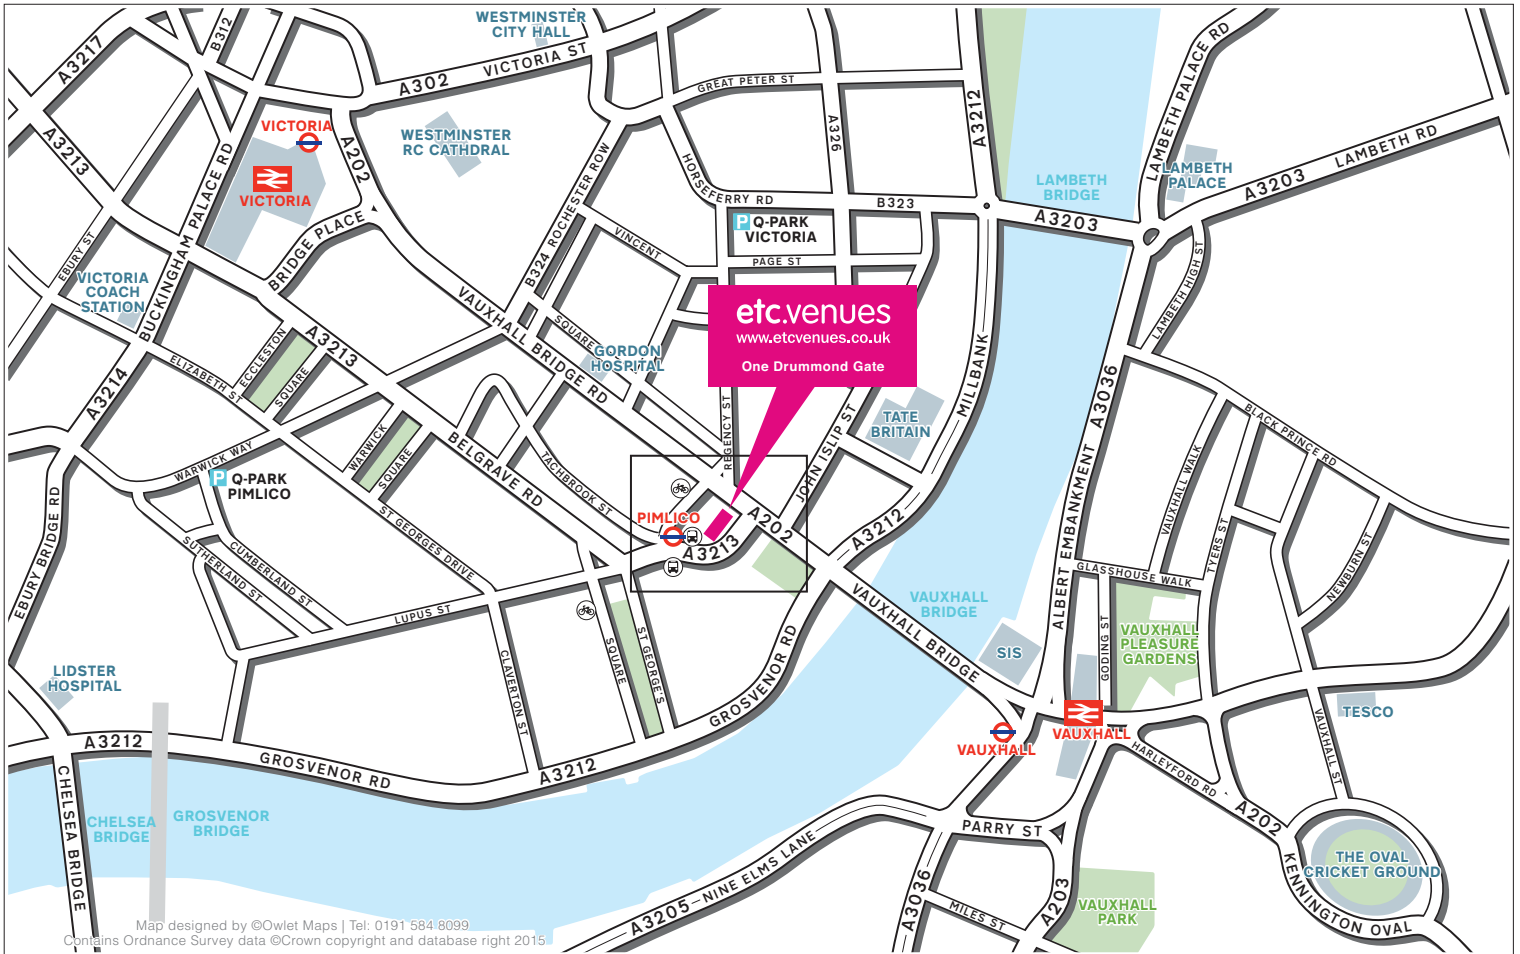 WESTMINSTER
CITY HALL
B312
A3217
VICTORIA ST
A302
GREAT PETER ST
A3212
A326
LAMBETH PALACE RD
LAMBETH RD
A3203
LAMBETH
PALACE
VICTORIA
VICTORIA
A202
WESTMINSTER
RC CATHDRAL
A3213
BUCKINGHAM PALACE RD
B324 ROCHESTER ROW
HORSEFERRY RD
B323
LAMBETH
BRIDGE
A3203
P
Q-PARK
VICTORIA
VINCENT
SQUARE
PAGE ST
BRIDGE PLACE
EBURY ST
VICTORIA
COACH
STATION
LAMBETH HIGH ST
etc.venues
www.etcvenues.co.uk
One Drummond Gate
VAUXHALL BRIDGE RD
GORDON
HOSPITAL
A3213
ECCLESTON
SQUARE
ELIZABETH ST
A3214
MILLBANK
TATE
BRITAIN
REGENCY ST
JOHN ISLIP ST
A3036
ALBERT EMBANKMENT
BLACK PRINCE RD
VAUXHALL WALK
TYERS ST
NEWBURN ST
WARWICK WAY
WARWICK
SQUARE
BELGRAVE RD
TACHBROOK ST
P
Q-PARK
PIMLICO
ST GEORGES DRIVE
PIMLICO
A202
A3213
A3212
EBURY BRIDGE RD
SUTHERLAND ST
CUMBERLAND ST
LUPUS ST
GLASSHOUSE WALK
GODING ST
VAUXHALL
PLEASURE
GARDENS
VAUXHALL
BRIDGE
VAUXHALL BRIDGE
SIS
CLAVERTON ST
SQUARE
ST GEORGE'S
GROSVENOR RD
LIDSTER
HOSPITAL
VAUXHALL
VAUXHALL
TESCO
VAUXHALL ST
HARLEYFORD RD
A202
A3212
GROSVENOR RD
A3212
CHELSEA BRIDGE
CHELSEA
BRIDGE
GROSVENOR
BRIDGE
PARRY ST
THE OVAL
CRICKET GROUND
KENNINGTON OVAL
A3205
NINE ELMS LANE
A3036
MILES ST
A203
VAUXHALL
PARK
Map designed by ©Owlet Maps | Tel: 0191 584 8099
Contains Ordnance Survey data ©Crown copyright and database right 2015